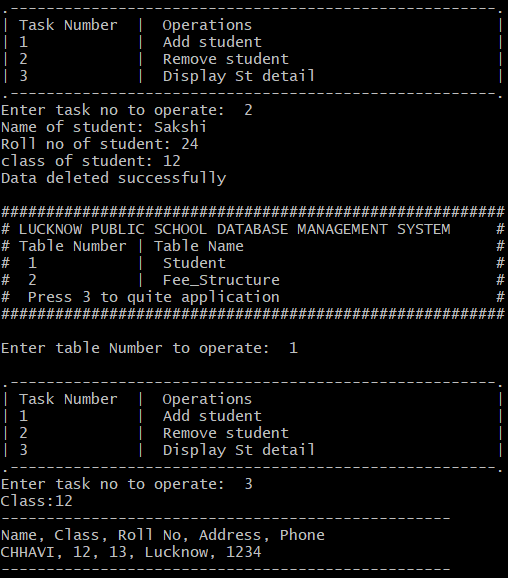 .------------------------------------------------------.
| Task Number  |  Operations                           |
| 1            |  Add student                          |
| 2            |  Remove student                       |
| 3            |  Display St detail                    |
.------------------------------------------------------.
Enter task no to operate:  2
Name of student: Sakshi
Roll no of student: 24
class of student: 12
Data deleted successfully
########################################################
# LUCKNOW PUBLIC SCHOOL DATABASE MANAGEMENT SYSTEM     #
# Table Number | Table Name                            #
#  1           |  Student                              #
#  2           |  Fee_Structure                        #
#  Press 3 to quite application                        #
########################################################
Enter table Number to operate:  1
.------------------------------------------------------.
| Task Number  |  Operations                           |
| 1            |  Add student                          |
| 2            |  Remove student                       |
| 3            |  Display St detail                    |
.------------------------------------------------------.
Enter task no to operate:  3
Class:12
--------------------------------------------------
Name, Class, Roll No, Address, Phone
CHHAVI, 12, 13, Lucknow, 1234
--------------------------------------------------